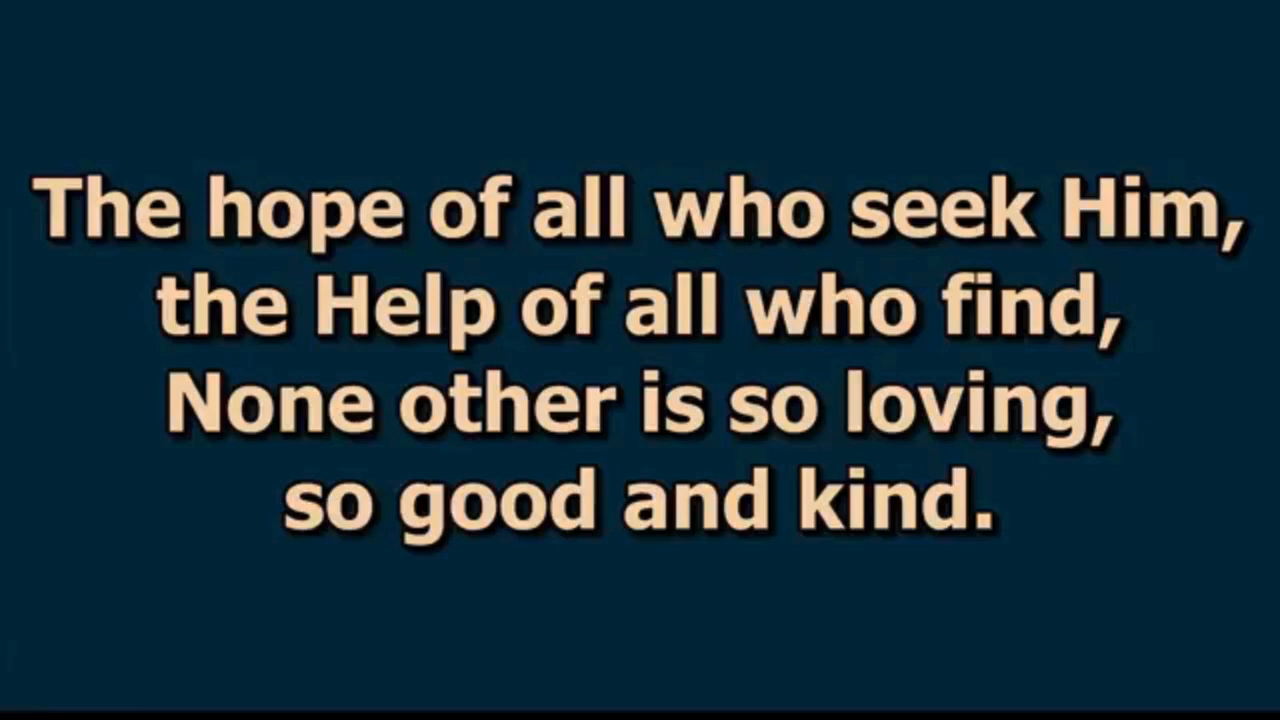 The hope of all who seek Him,
the Help of all who find,
None other is so loving,
so good and kind.